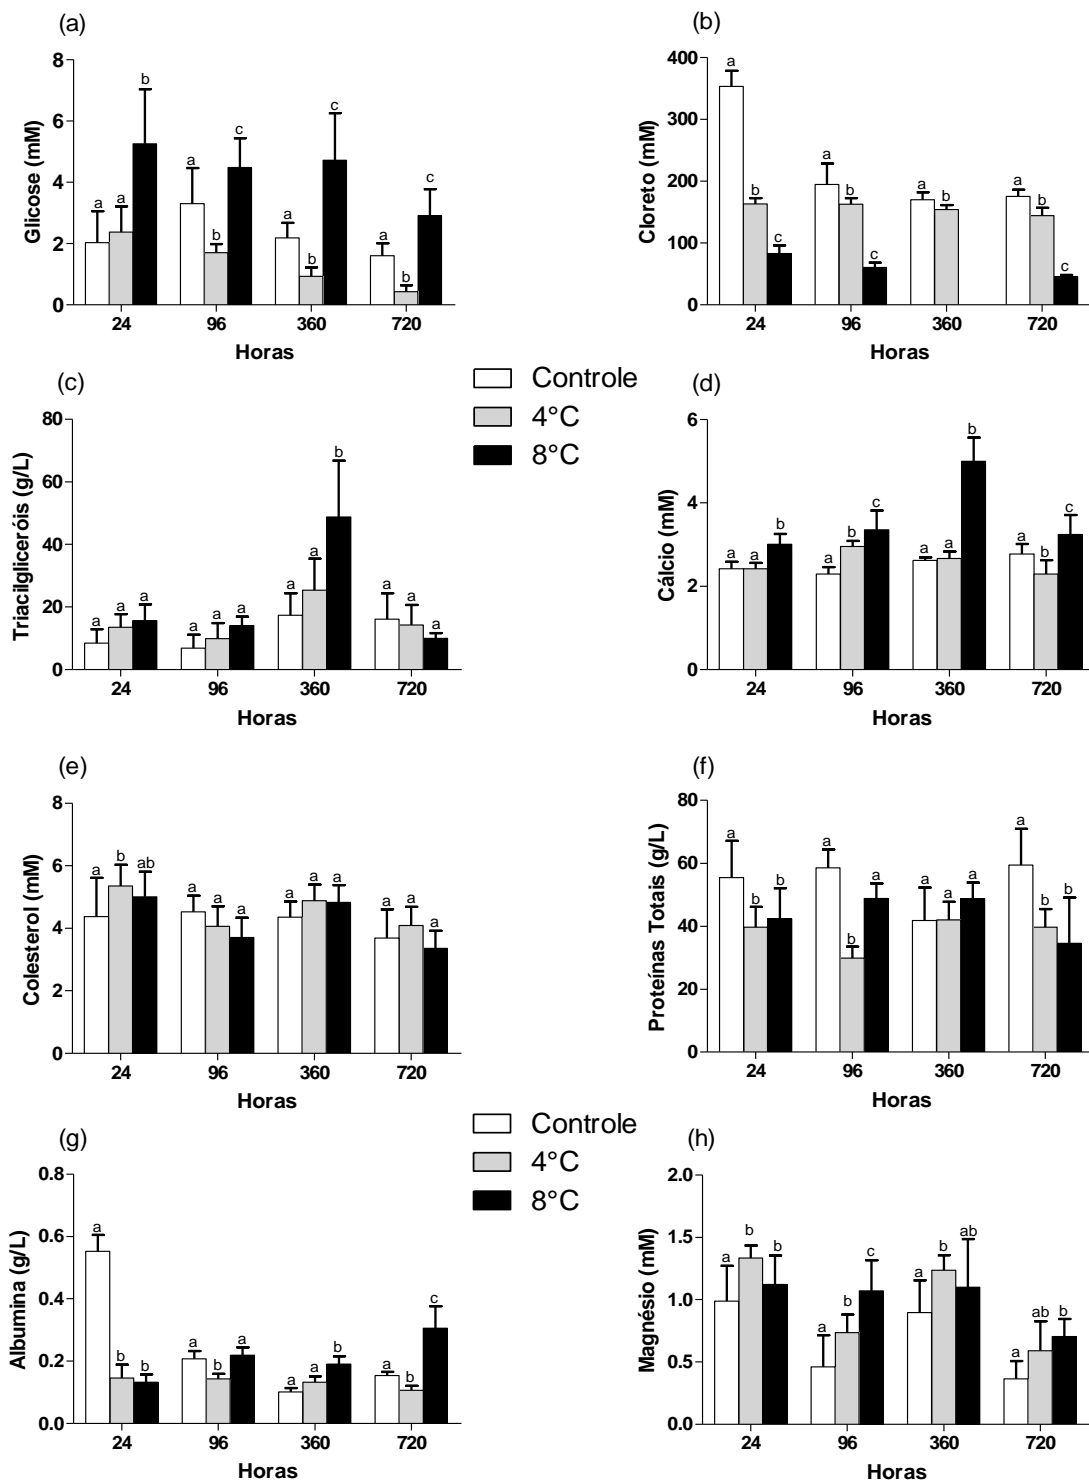 (a)
8
6
4
2
0
Glicose (mM)
b
a a
a
b
c
a
b
c
a
b
c
24 96 360 720
Horas
(b)
400
300
200
100
0
Cloreto (mM)
a
b
c
a
b
c
a
b
a
b
c
24 96 360 720
Horas
Controle
4°C
8°C
(c)
80
60
40
20
0
Triacilgliceróis (g/L)
a a a
a a a
a a b
a a a
24 96 360 720
Horas
(d)
6
4
2
0
Cálcio (mM)
a a b
a b c
a a b
a b c
24 96 360 720
Horas
(e)
8
6
4
2
0
Colesterol (mM)
a b ab
a a a
a a a
a a a
24 96 360 720
Horas
(f)
80
60
40
20
0
Proteínas Totais (g/L)
a b b
a b a
a a a
a b b
24 96 360 720
Horas
Controle
4°C
8°C
(g)
0.8
0.6
0.4
0.2
0.0
Albumina (g/L)
a b b
a b a
a a b
a b c
24 96 360 720
Horas
(h)
2.0
1.5
1.0
0.5
0.0
Magnésio (mM)
a b b
a b c
a b ab
a ab b
24 96 360 720
Horas